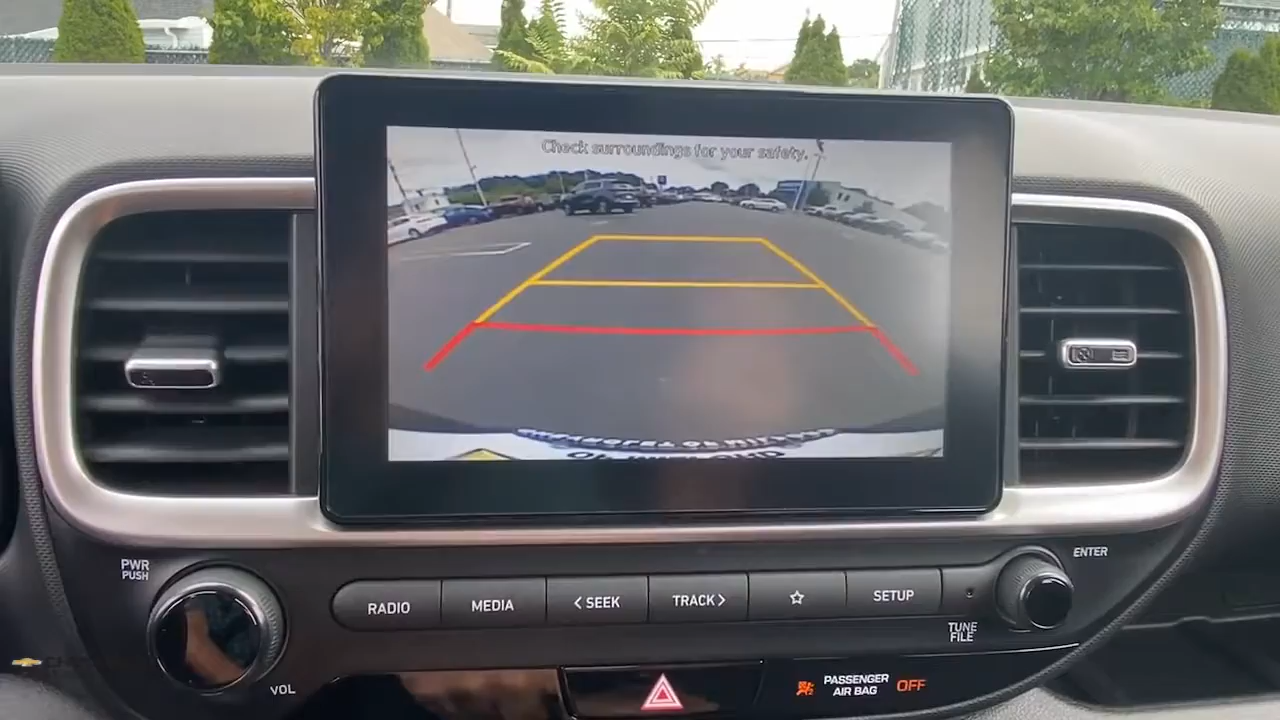 Check surroundings for your safety.
PWR
PUSH
RADIO
MEDIA
< SEEK
TRACK >
SETUP
ENTER
TUNE
FILE
VOL
PASSENGER
AIR BAG
OFF